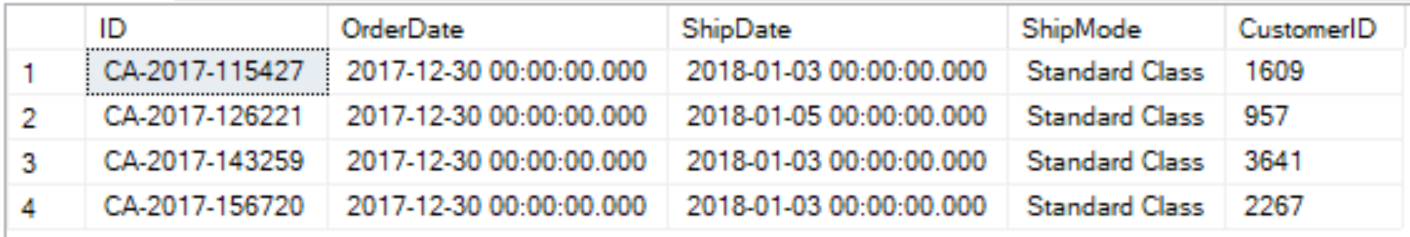 ID OrderDate ShipDate ShipMode CustomerID
1 CA-2017-115427 2017-12-30 00:00:00.000 2018-01-03 00:00:00.000 Standard Class 1609
2 CA-2017-126221 2017-12-30 00:00:00.000 2018-01-05 00:00:00.000 Standard Class 957
3 CA-2017-143259 2017-12-30 00:00:00.000 2018-01-03 00:00:00.000 Standard Class 3641
4 CA-2017-156720 2017-12-30 00:00:00.000 2018-01-03 00:00:00.000 Standard Class 2267